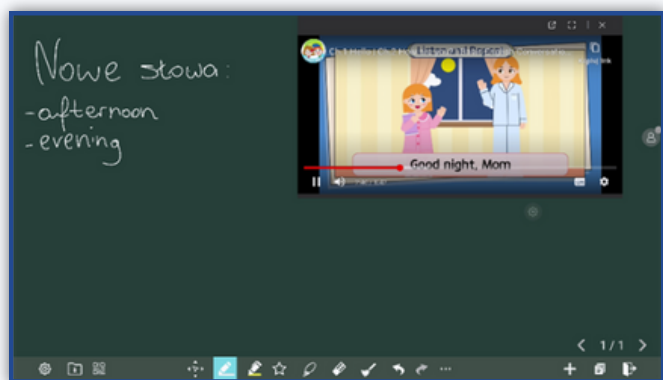 Nowe słowa:
-afternoon
-evening
Listen and Repeat
Good night, Mom
1/1